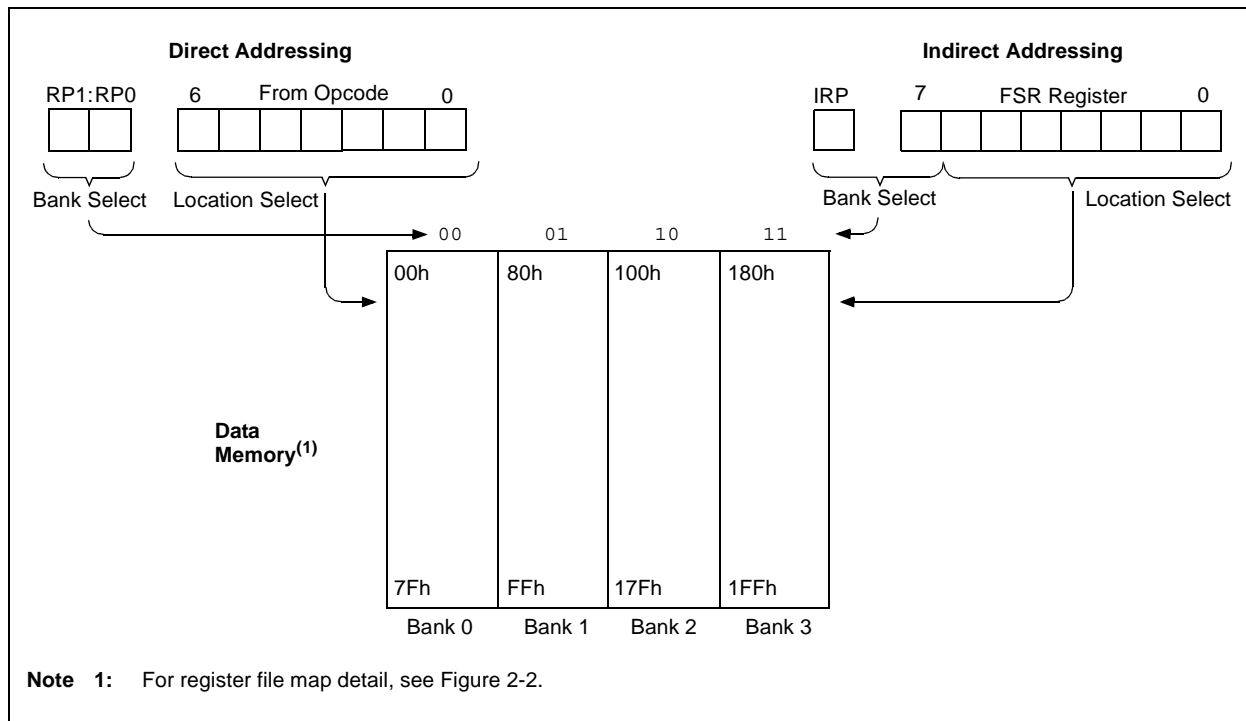 Direct Addressing
Indirect Addressing
RP1:RP0 6 From Opcode 0
IRP 7 FSR Register 0
Bank Select Location Select
Bank Select Location Select
00 01 10 11
00h 80h 100h 180h
Data
Memory(1)
7Fh FFh 17Fh 1FFh
Bank 0 Bank 1 Bank 2 Bank 3
Note 1: For register file map detail, see Figure 2-2.